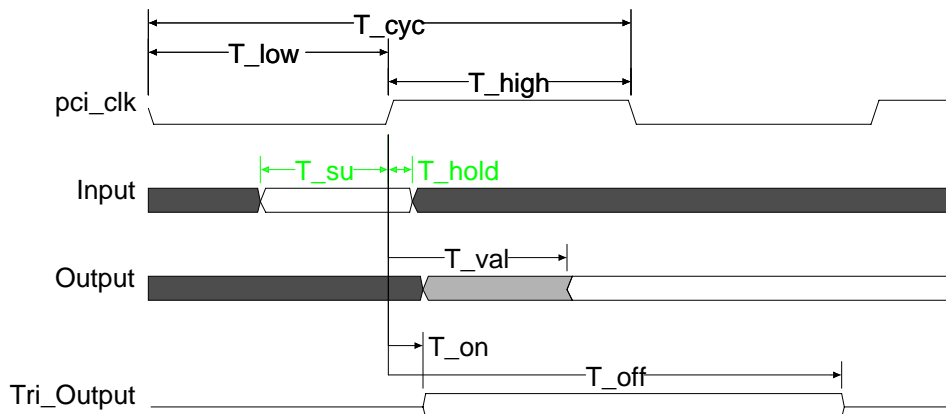 T_cyc
T_low
T_high
pci_clk
T_su
T_hold
Input
T_val
Output
T_on
T_off
Tri_Output